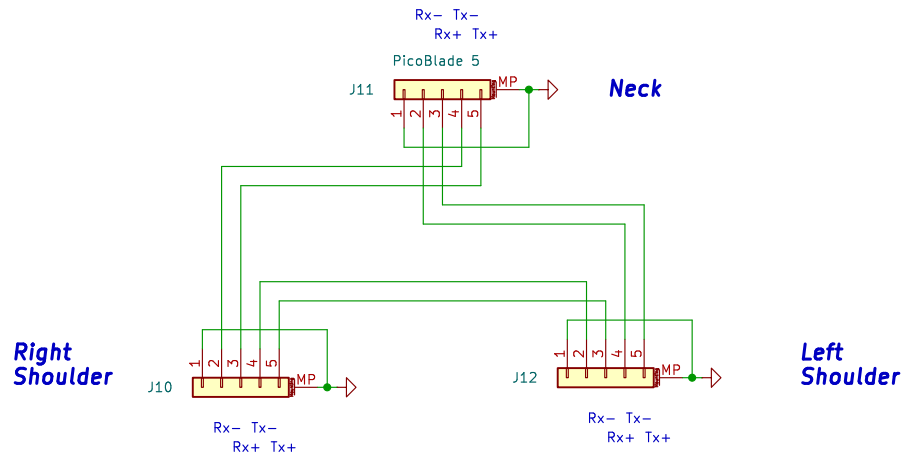 Rx- Tx-
Rx+ Tx+
PicoBlade 5
J11
MP
Neck
1 2 3 4 5
Right
Shoulder
1 2 3 4 5
J10
MP
Rx- Tx-
Rx+ Tx+
1 2 3 4 5
J12
MP
Left
Shoulder
Rx- Tx-
Rx+ Tx+